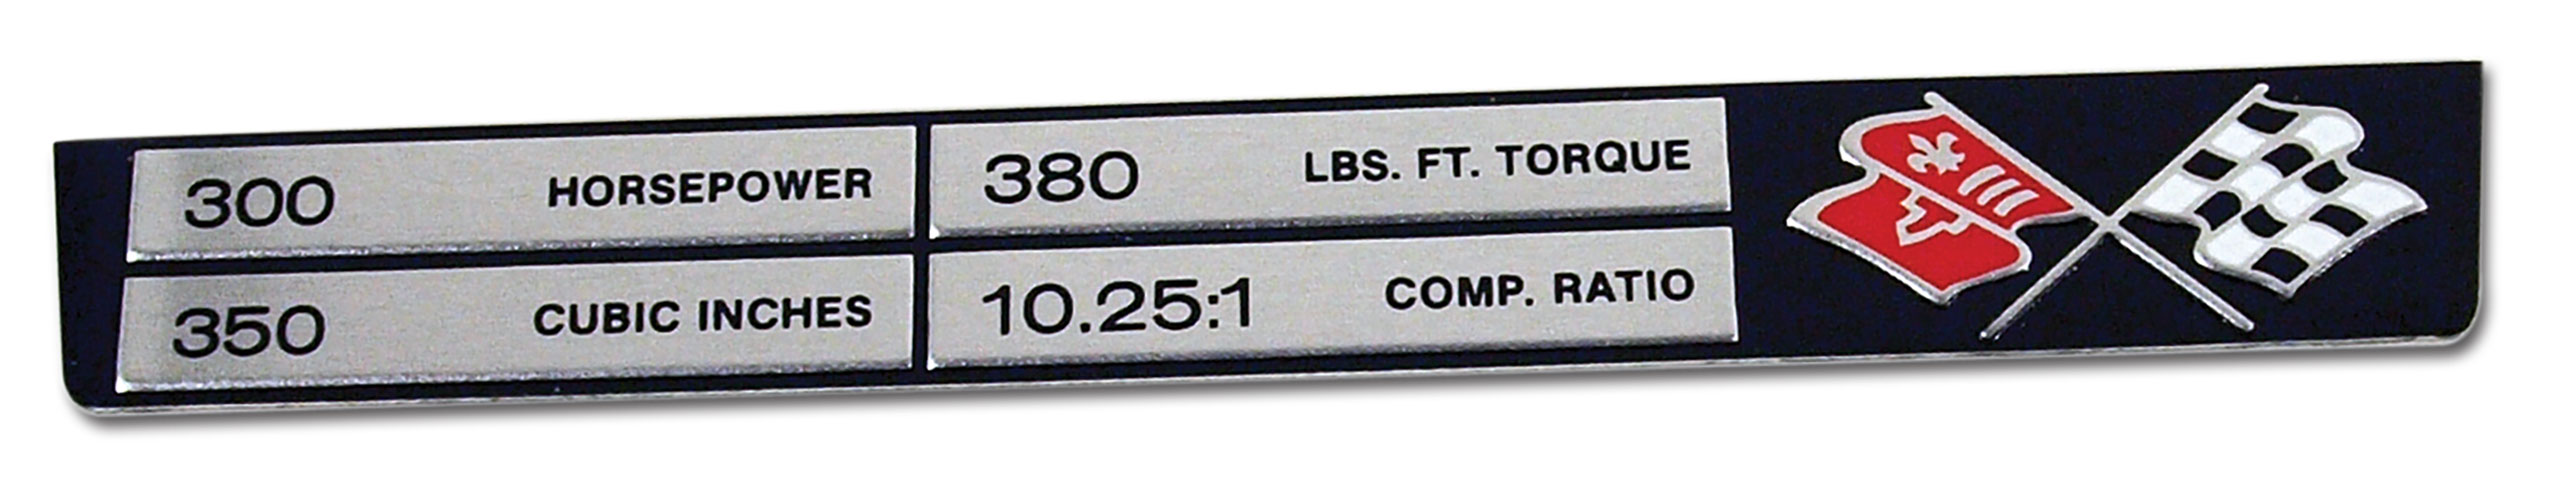 300 HORSEPOWER
380 LBS. FT. TORQUE
350 CUBIC INCHES
10.25:1 COMP. RATIO